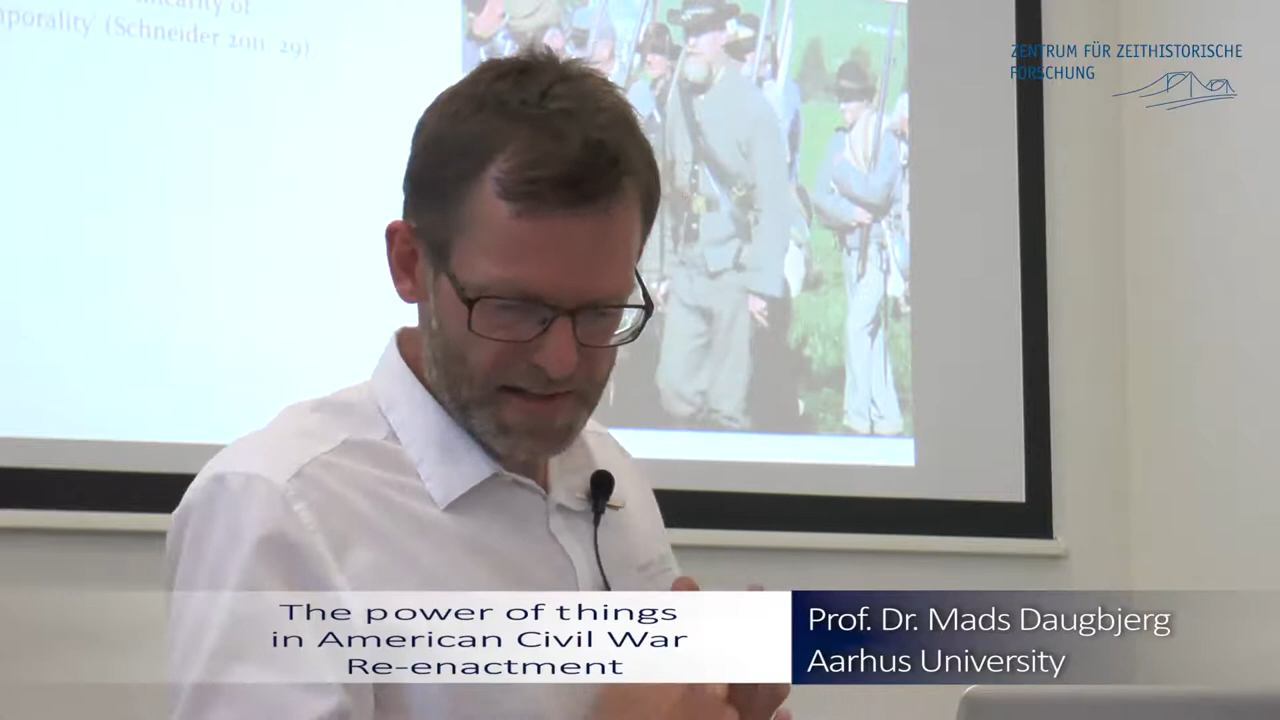 of
(Schneider 2011, 29)
ZENTRUM FÜR ZEITHISTORISCHE
FORSCHUNG
The power of things
in American Civil War
Re-enactment
Prof. Dr. Mads Daugbjerg
Aarhus University